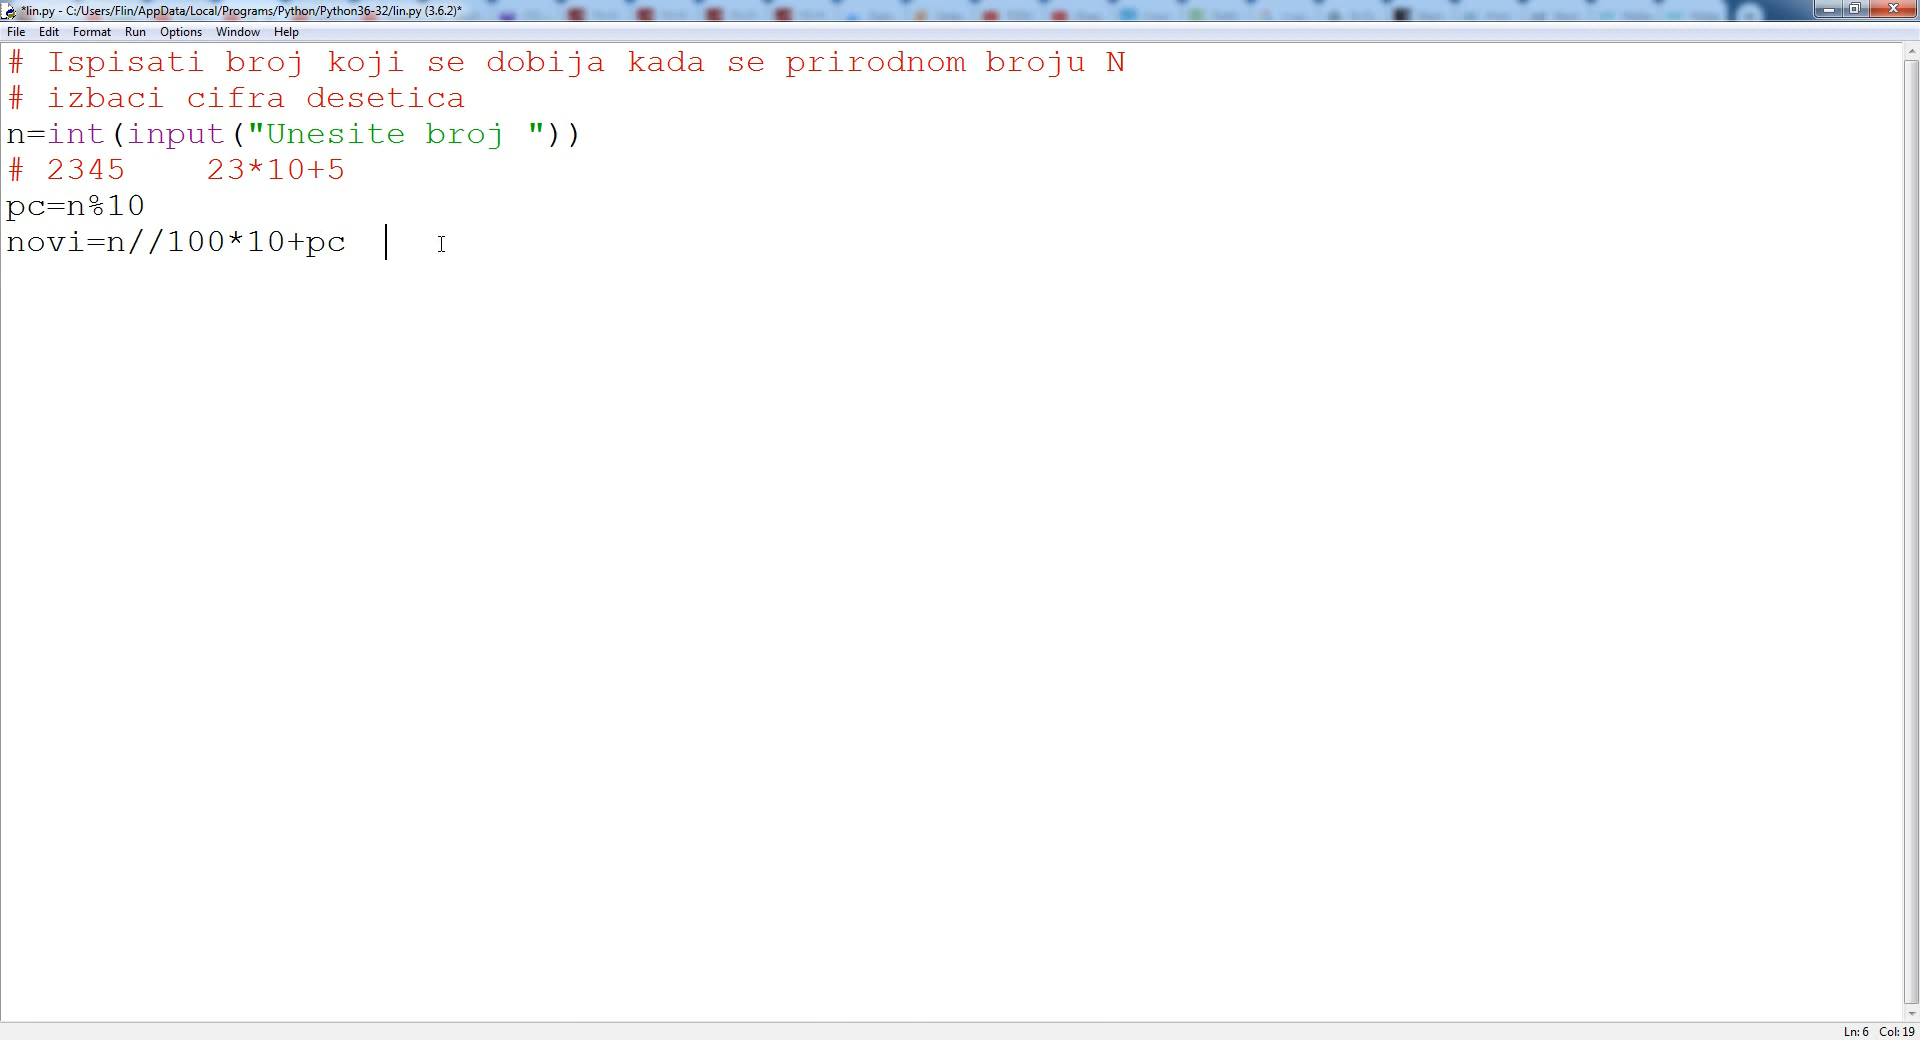 *lin.py - C:/Users/Flin/AppData/Local/Programs/Python/Python36-32/lin.py (3.6.2)*
File Edit Format Run Options Window Help
# Ispisati broj koji se dobija kada se prirodnom broju N
# izbaci cifra desetica
n=int(input("Unesite broj "))
# 2345    23*10+5
pc=n%10
novi=n//100*10+pc
Ln: 6 Col: 19